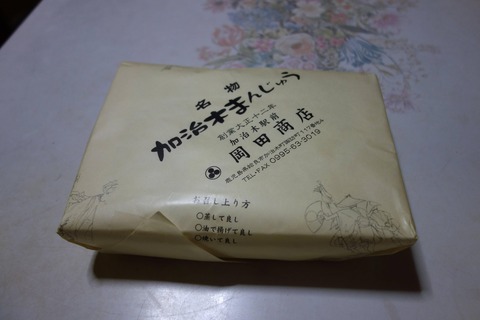 名物
加治木まんじゅう
創業大正十二年
加治木駅前
岡田商店
TEL・FAX 0995-63-3019
お召し上り方
○蒸して良し
○油で揚げて良し
○焼いて良し